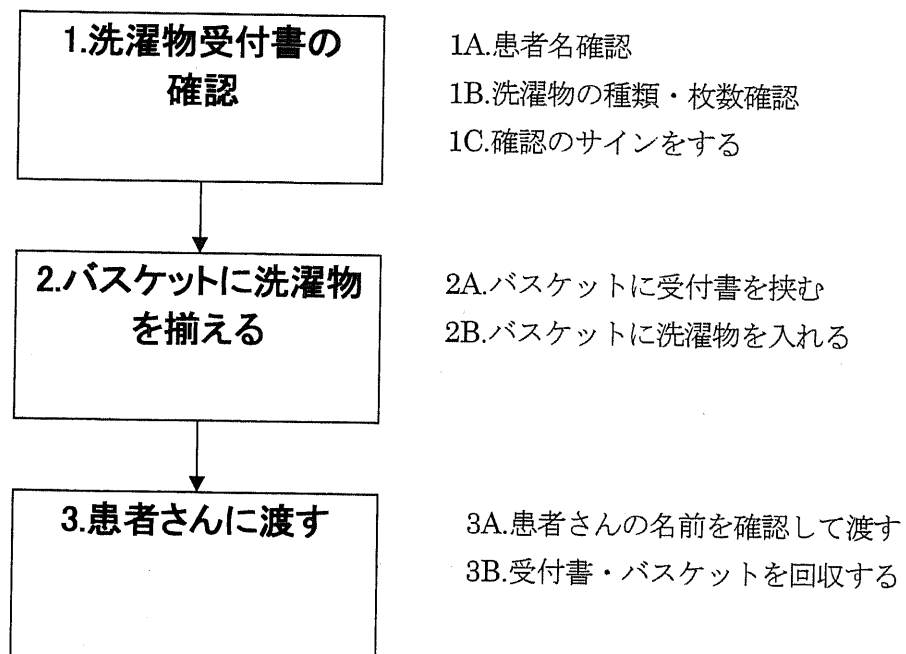 1.洗濯物受付書の
確認
1A.患者名確認
1B.洗濯物の種類・枚数確認
1C.確認のサインをする
2.バスケットに洗濯物
を揃える
2A.バスケットに受付書を挟む
2B.バスケットに洗濯物を入れる
3.患者さんに渡す
3A.患者さんの名前を確認して渡す
3B.受付書・バスケットを回収する